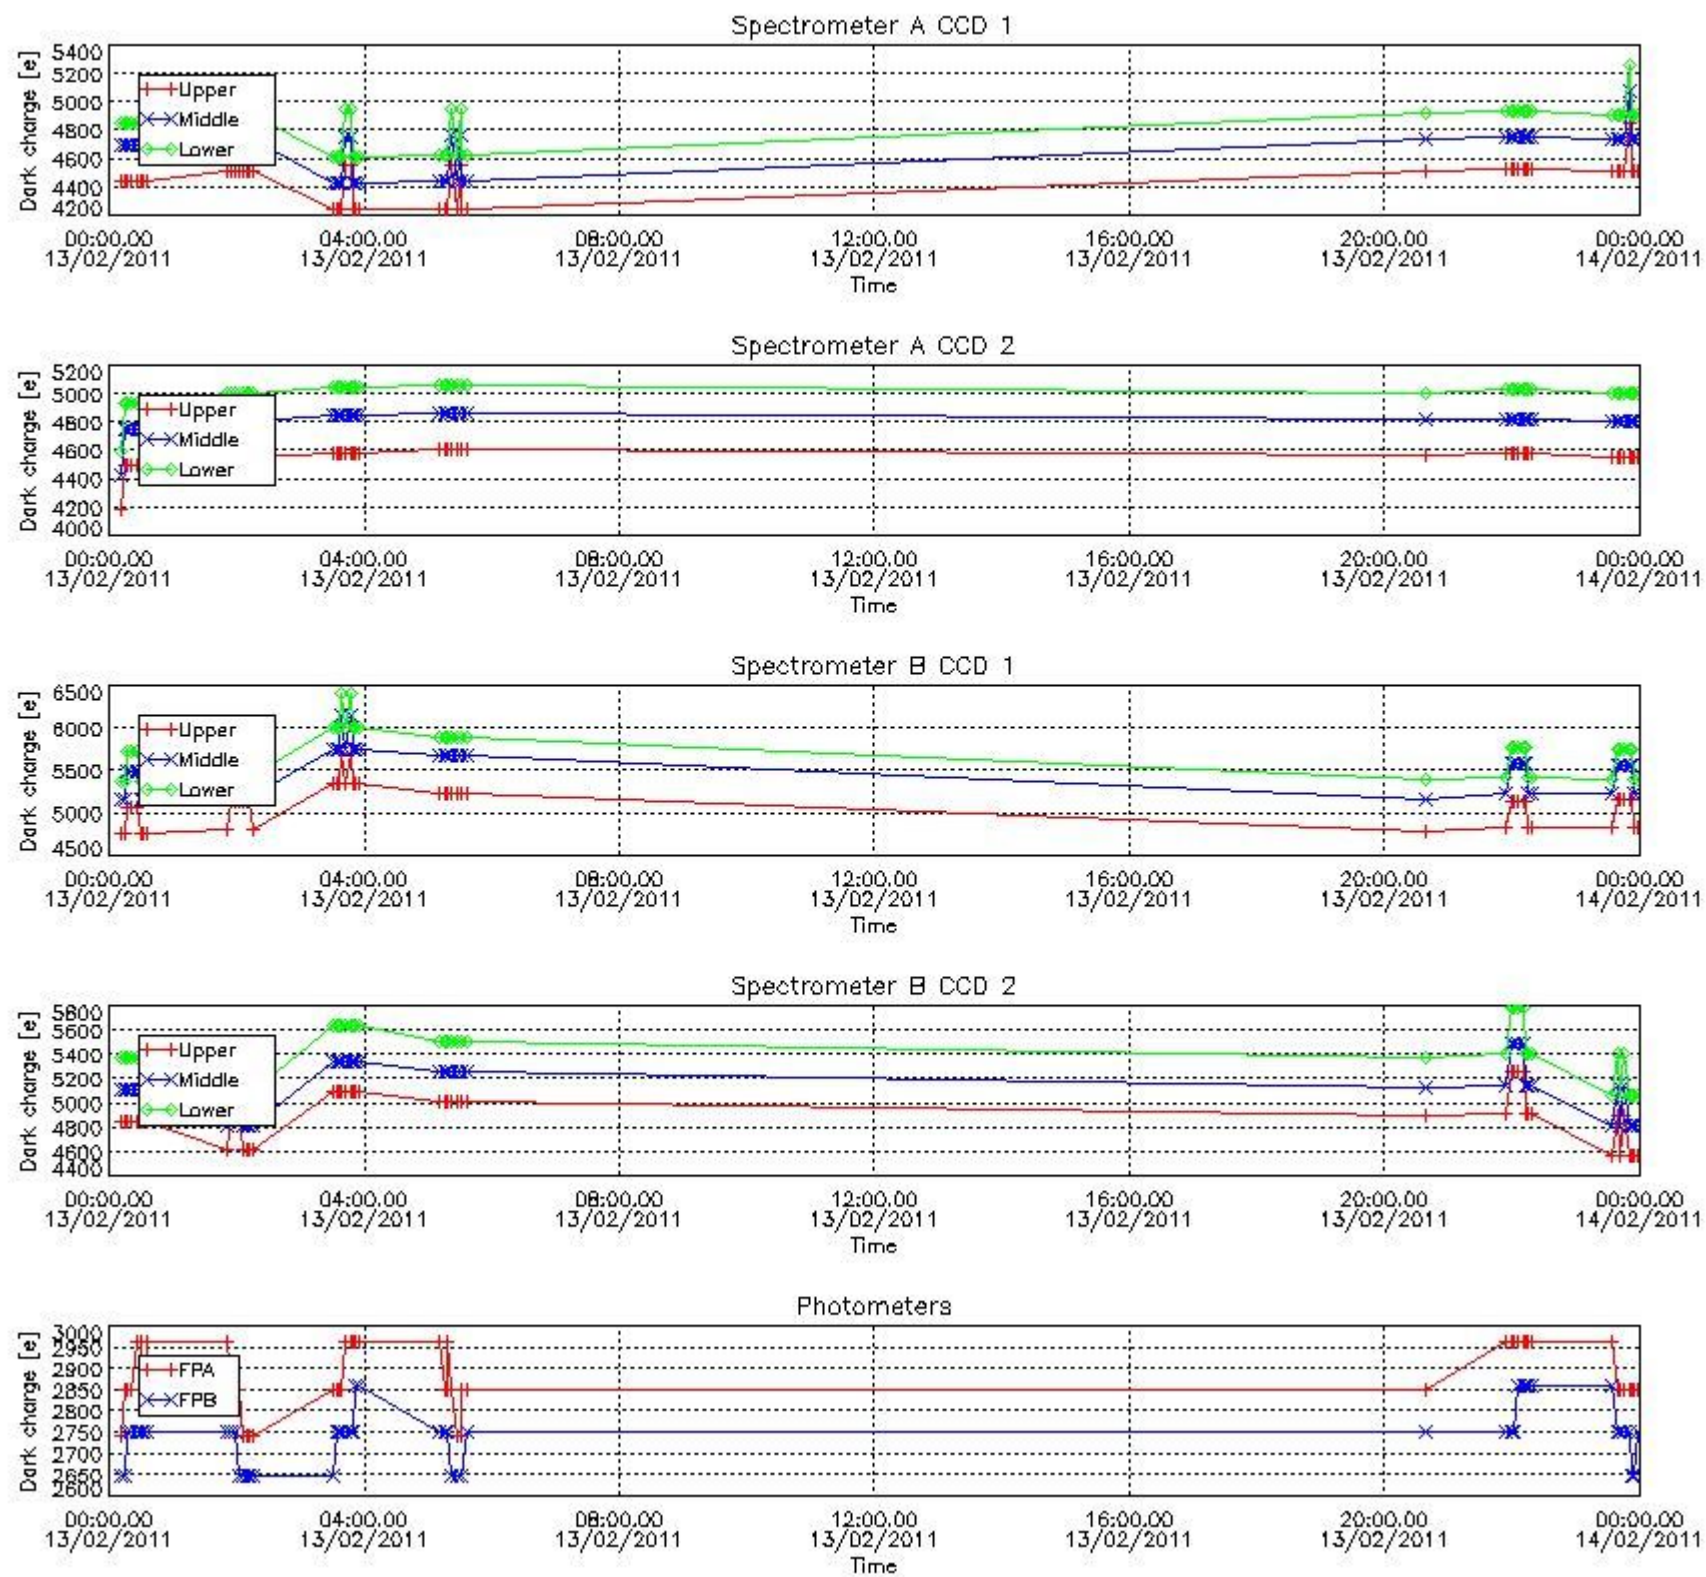 Spectrometer A CCD 1
Dark charge [e]
5400
5200
5000
4800
4600
4400
4200
Upper
Middle
Lower
00:00.00 04:00.00 08:00.00 12:00.00 16:00.00 20:00.00 00:00.00
13/02/2011 13/02/2011 13/02/2011 13/02/2011 13/02/2011 13/02/2011 14/02/2011
Time
Spectrometer A CCD 2
Dark charge [e]
5200
5000
4800
4600
4400
4200
4000
Upper
Middle
Lower
00:00.00 04:00.00 08:00.00 12:00.00 16:00.00 20:00.00 00:00.00
13/02/2011 13/02/2011 13/02/2011 13/02/2011 13/02/2011 13/02/2011 14/02/2011
Time
Spectrometer B CCD 1
Dark charge [e]
6500
6000
5500
5000
4500
Upper
Middle
Lower
00:00.00 04:00.00 08:00.00 12:00.00 16:00.00 20:00.00 00:00.00
13/02/2011 13/02/2011 13/02/2011 13/02/2011 13/02/2011 13/02/2011 14/02/2011
Time
Spectrometer B CCD 2
Dark charge [e]
5800
5600
5400
5200
5000
4800
4600
4400
Upper
Middle
Lower
00:00.00 04:00.00 08:00.00 12:00.00 16:00.00 20:00.00 00:00.00
13/02/2011 13/02/2011 13/02/2011 13/02/2011 13/02/2011 13/02/2011 14/02/2011
Time
Photometers
Dark charge [e]
3000
2950
2900
2850
2800
2750
2700
2650
2600
FPA
FPB
00:00.00 04:00.00 08:00.00 12:00.00 16:00.00 20:00.00 00:00.00
13/02/2011 13/02/2011 13/02/2011 13/02/2011 13/02/2011 13/02/2011 14/02/2011
Time